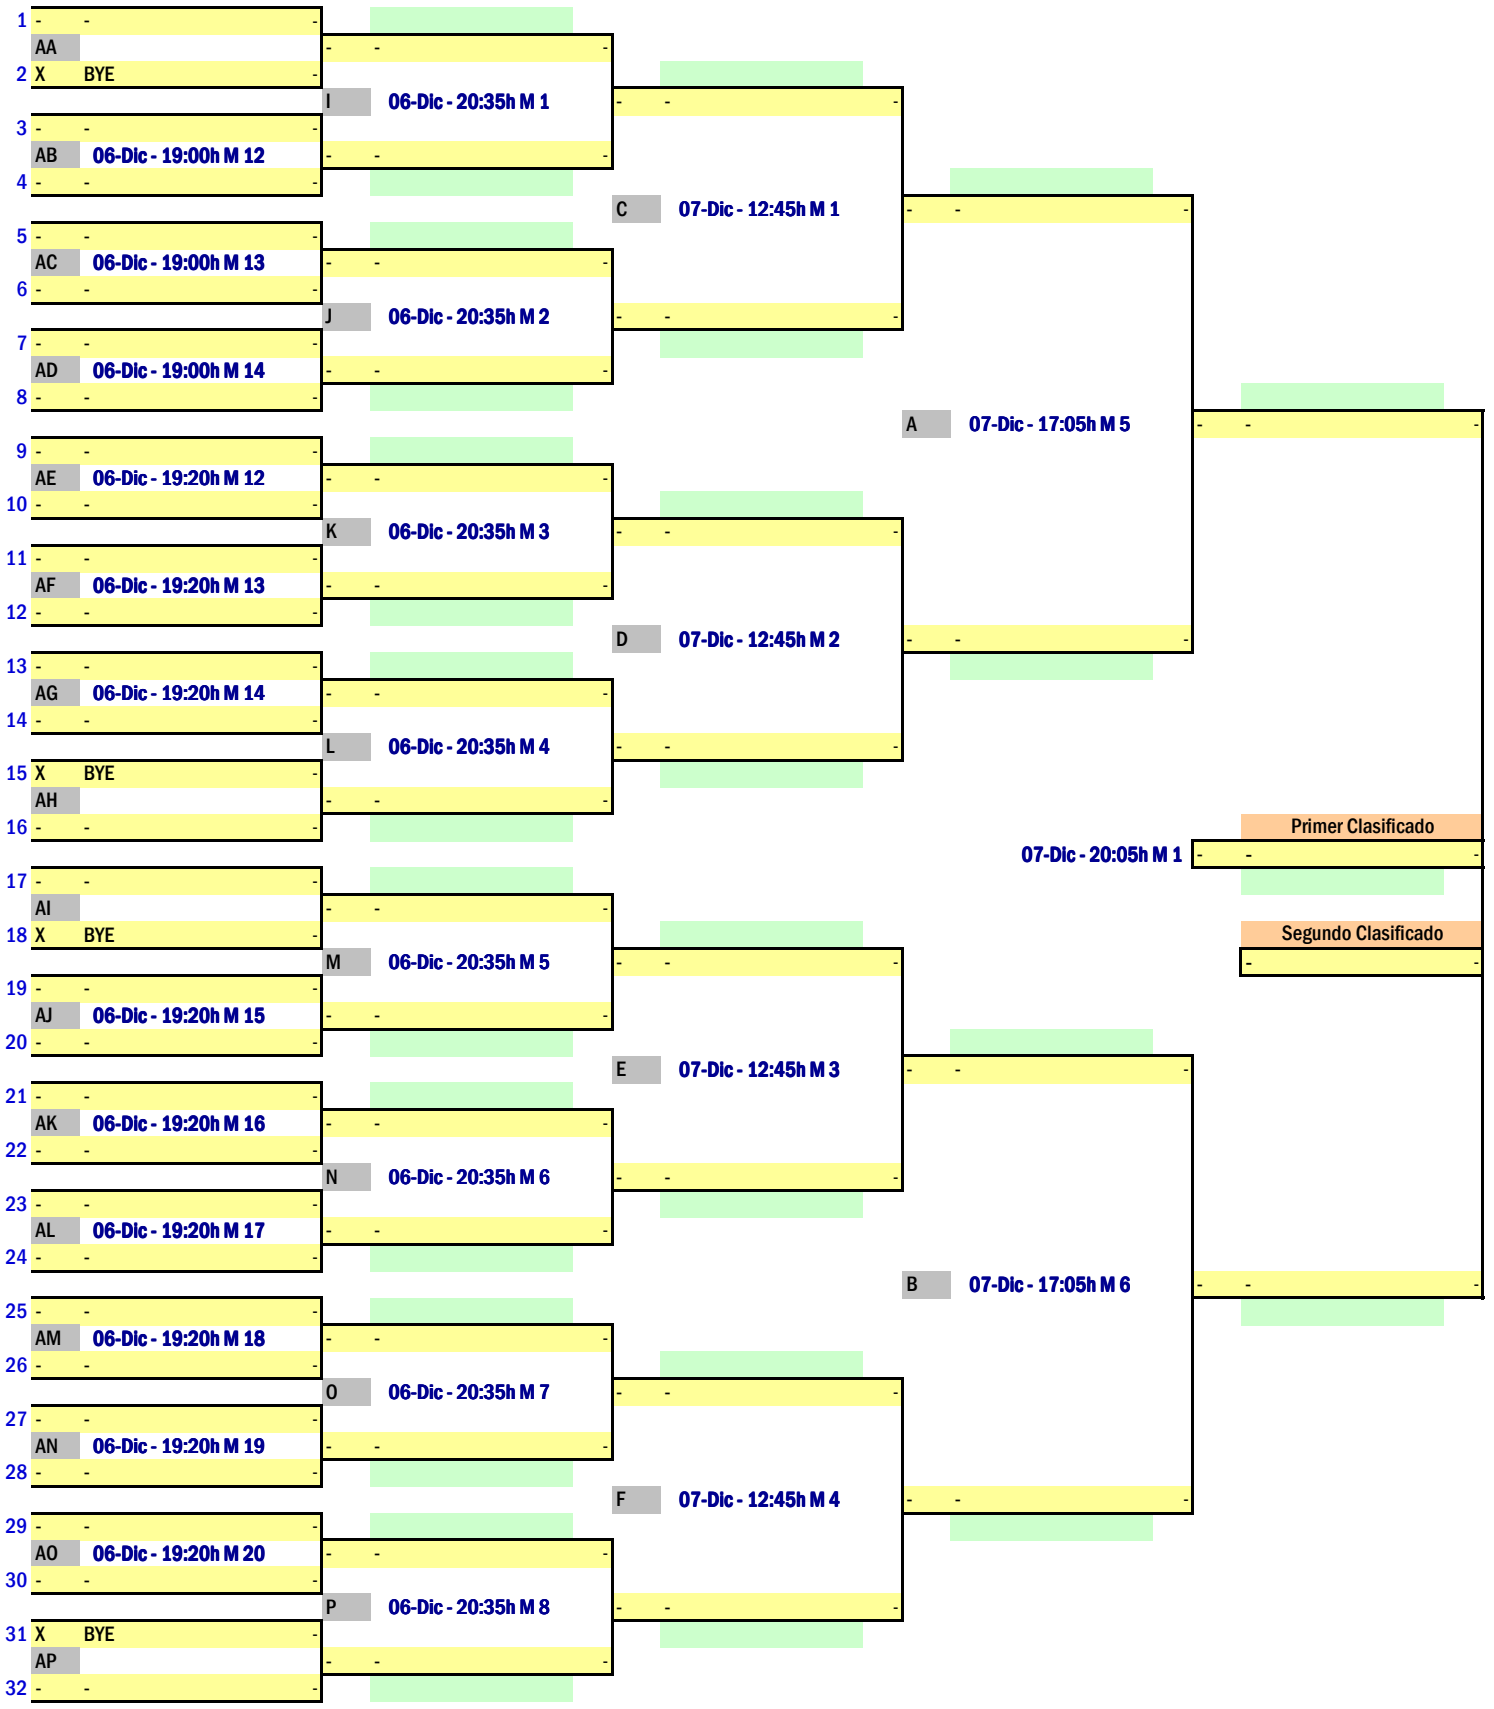 1 - - -
AA
- - -
2 X BYE -
I 06-Dic - 20:35h M 1
- - -
3 - - -
AB 06-Dic - 19:00h M 12
- - -
4 - - -
C 07-Dic - 12:45h M 1
- - -
5 - - -
AC 06-Dic - 19:00h M 13
- - -
6 - - -
J 06-Dic - 20:35h M 2
- - -
7 - - -
AD 06-Dic - 19:00h M 14
- - -
8 - - -
A 07-Dic - 17:05h M 5
- - -
9 - - -
AE 06-Dic - 19:20h M 12
- - -
10 - - -
K 06-Dic - 20:35h M 3
- - -
11 - - -
AF 06-Dic - 19:20h M 13
- - -
12 - - -
D 07-Dic - 12:45h M 2
- - -
13 - - -
AG 06-Dic - 19:20h M 14
- - -
14 - - -
L 06-Dic - 20:35h M 4
- - -
15 X BYE -
AH
- - -
16 - - -
Primer Clasificado
07-Dic - 20:05h M 1
- - -
17 - - -
AI
- - -
18 X BYE -
Segundo Clasificado
M 06-Dic - 20:35h M 5
- - -
- -
19 - - -
AJ 06-Dic - 19:20h M 15
- - -
20 - - -
E 07-Dic - 12:45h M 3
- - -
21 - - -
AK 06-Dic - 19:20h M 16
- - -
22 - - -
N 06-Dic - 20:35h M 6
- - -
23 - - -
AL 06-Dic - 19:20h M 17
- - -
24 - - -
B 07-Dic - 17:05h M 6
- - -
25 - - -
AM 06-Dic - 19:20h M 18
- - -
26 - - -
O 06-Dic - 20:35h M 7
- - -
27 - - -
AN 06-Dic - 19:20h M 19
- - -
28 - - -
F 07-Dic - 12:45h M 4
- - -
29 - - -
AO 06-Dic - 19:20h M 20
- - -
30 - - -
P 06-Dic - 20:35h M 8
- - -
31 X BYE -
AP
- - -
32 - - -